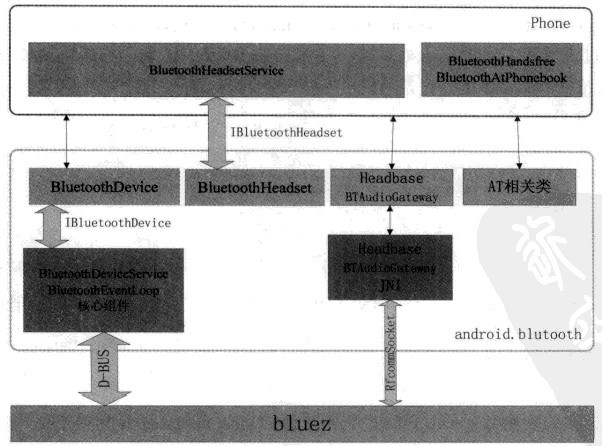 Phone
BluetoothHeadsetService
BluetoothHandsfree
BluetoothAtPhonebook
IBluetoothHeadset
BluetoothDevice
BluetoothHeadset
Headbase
BTAudioGateway
AT相关类
IBluetoothDevice
BluetoothDeviceService
BluetoothEventLoop
核心组件
Headbase
BTAudioGateway
JNI
android.blutooth
D-BUS
RfcommSocket
bluez